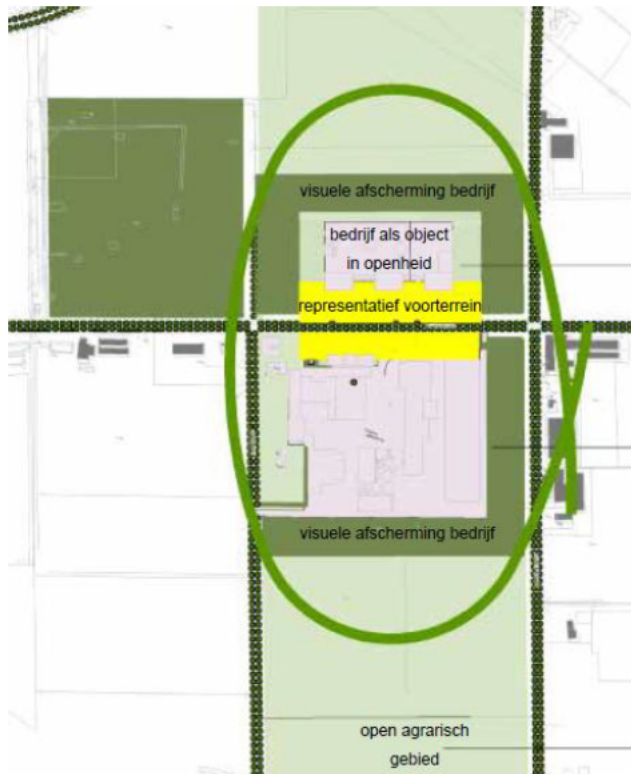 visuele afscherming bedrijf
bedrijf als object
in openheid
representatief voorterrein
visuele afscherming bedrijf
open agrarisch
gebied